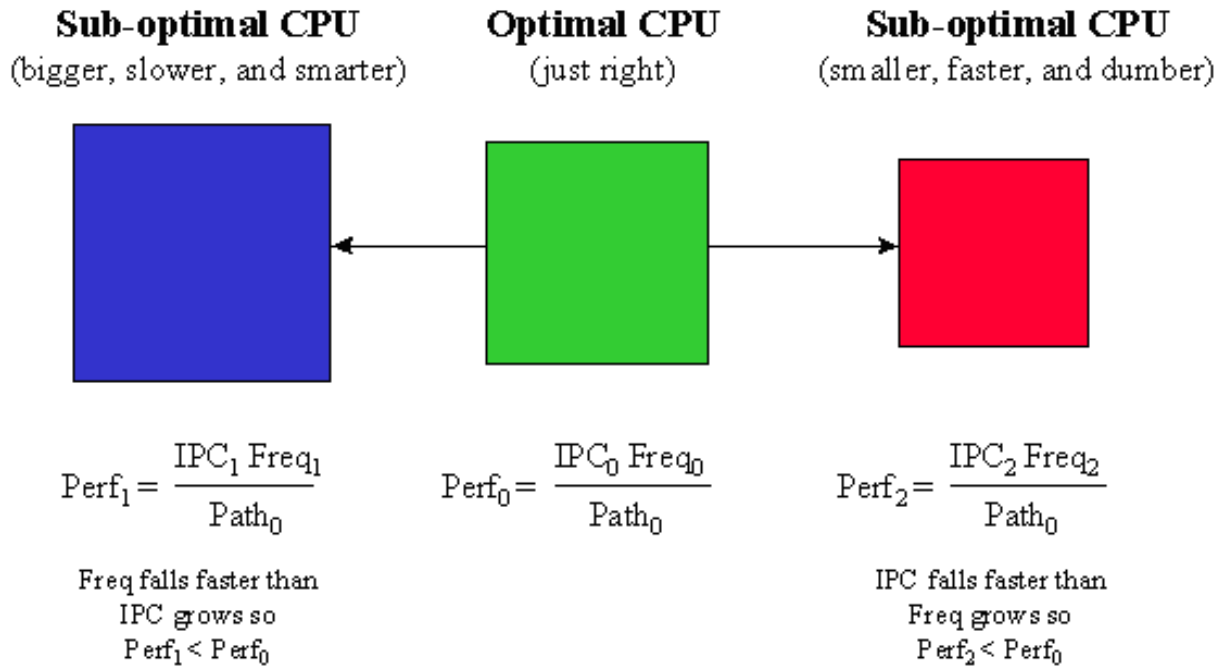 Sub-optimal CPU
(bigger, slower, and smarter)
Optimal CPU
(just right)
Sub-optimal CPU
(smaller, faster, and dumber)
Perf₁ = IPC₁ Freq₁ / Path₀
Perf₀ = IPC₀ Freq₀ / Path₀
Perf₂ = IPC₂ Freq₂ / Path₀
Freq falls faster than
IPC grows so
Perf₁ < Perf₀
IPC falls faster than
Freq grows so
Perf₂ < Perf₀